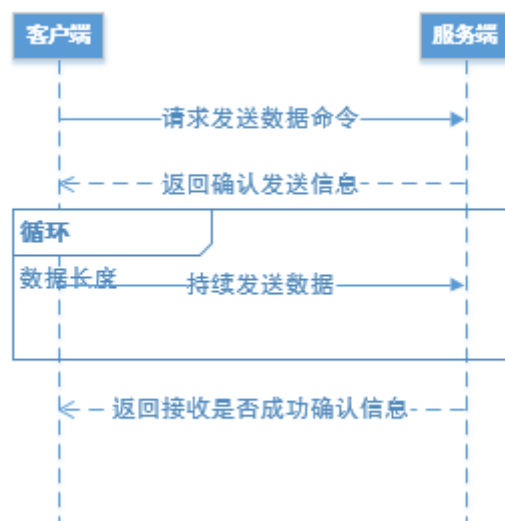 客户端
服务端
请求发送数据命令
返回确认发送信息
循环
数据长度
持续发送数据
返回接收是否成功确认信息